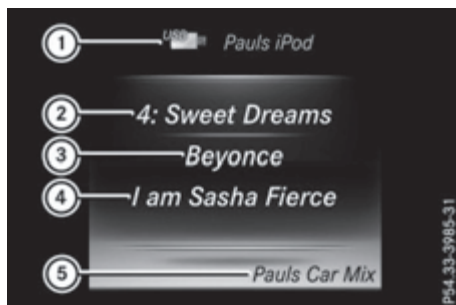 1 USB Pauls iPod
2 4: Sweet Dreams
3 Beyonce
4 I am Sasha Fierce
5 Pauls Car Mix
P54.33-3985-31